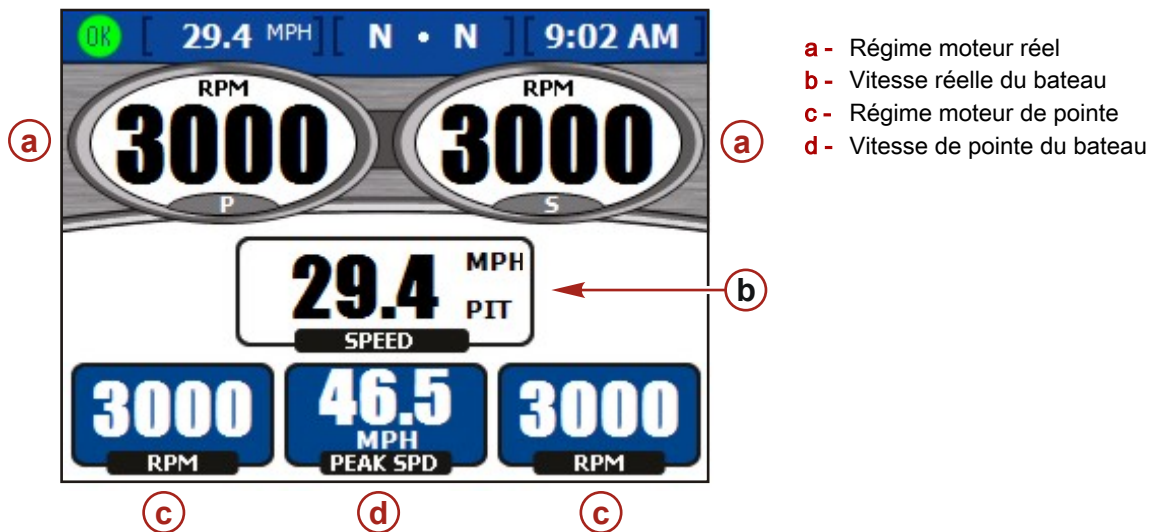 OK [ 29.4 MPH ] [ N • N ] [ 9:02 AM ]
RPM RPM
3000 3000
P S
a a
29.4 MPH
PIT
SPEED
b
3000 46.5 3000
MPH
RPM PEAK SPD RPM
c d c
a - Régime moteur réel
b - Vitesse réelle du bateau
c - Régime moteur de pointe
d - Vitesse de pointe du bateau